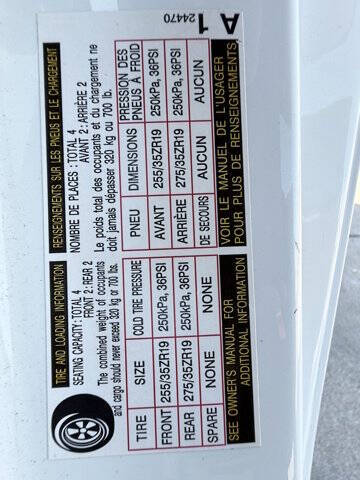 TIRE AND LOADING INFORMATION
SEATING CAPACITY: TOTAL 4
FRONT 2: REAR 2
The combined weight of occupants
and cargo should never exceed 320 kg or 700 lbs.
TIRE SIZE COLD TIRE PRESSURE
FRONT 255/35ZR19 250kPA, 36PSI
REAR 275/35ZR19 250kPA, 36PSI
SPARE NONE NONE
SEE OWNER'S MANUAL FOR
ADDITIONAL INFORMATION
RENSEIGNEMENTS SUR LES PNEUS ET LE CHARGEMENT
NOMBRE DE PLACES : TOTAL 4
AVANT 2 : ARRIÈRE 2
Le poids total des occupants et du chargement ne
doit jamais dépasser 320 kg ou 700 lb.
PNEU DIMENSIONS PRESSION DES
PNEUS À FROID
AVANT 255/35ZR19 250kPA, 36PSI
ARRIÈRE 275/35ZR19 250kPA, 36PSI
DE SECOURS AUCUN AUCUN
VOIR LE MANUEL DE L'USAGER
POUR PLUS DE RENSEIGNEMENTS
A 1
24470